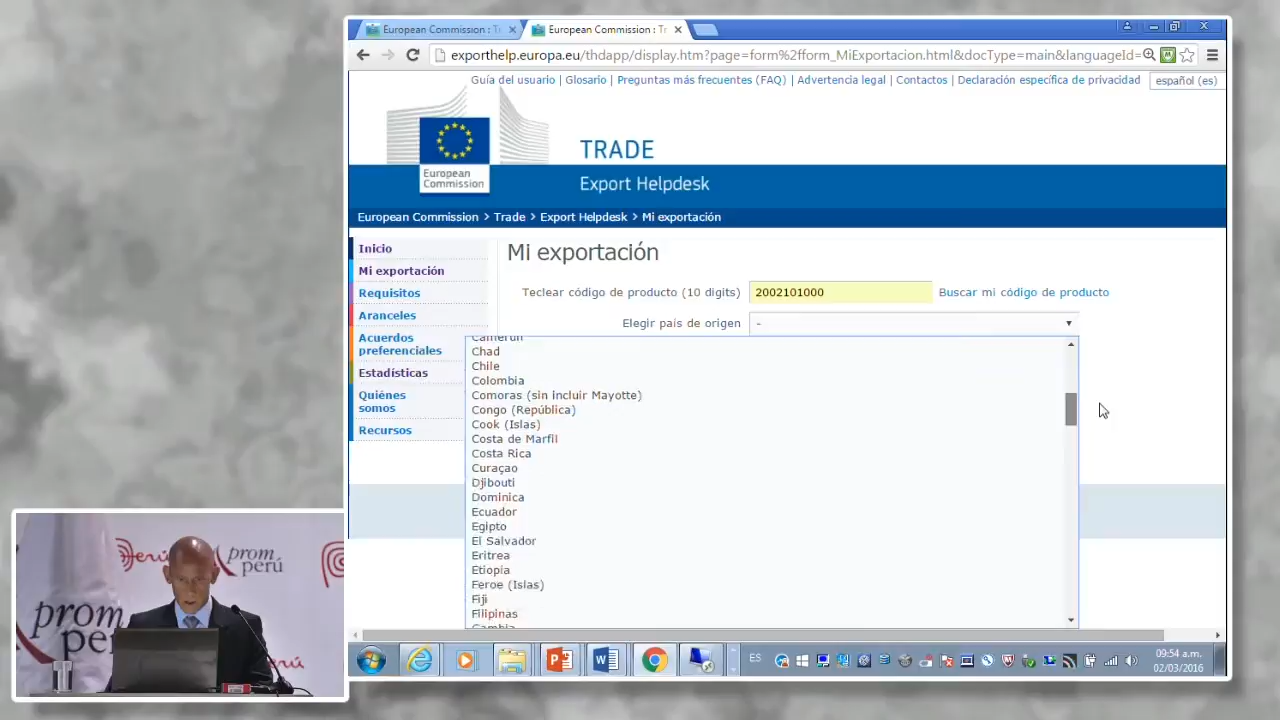 European Commission : T
European Commission : Tr
exporthelp.europa.eu/thdapp/display.htm?page=form%2fform_MiExportacion.html&docType=main&languageId=
Guía del usuario | Glosario | Preguntas más frecuentes (FAQ) | Advertencia legal | Contactos | Declaración específica de privacidad
español (es)
TRADE
European
Commission
Export Helpdesk
European Commission > Trade > Export Helpdesk > Mi exportación
Inicio
Mi exportación
Requisitos
Aranceles
Acuerdos
preferenciales
Estadísticas
Quiénes
somos
Recursos
Mi exportación
Teclear código de producto (10 digits)
2002101000
Buscar mi código de producto
Elegir país de origen
-
Camerún
Chad
Chile
Colombia
Comoras (sin incluir Mayotte)
Congo (República)
Cook (Islas)
Costa de Marfil
Costa Rica
Curaçao
Djibouti
Dominica
Ecuador
Egipto
El Salvador
Eritrea
Etiopia
Feroe (Islas)
Fiji
Filipinas
Gambia
Perú
prom
perú
prom
ES
09:54 a.m.
02/03/2016